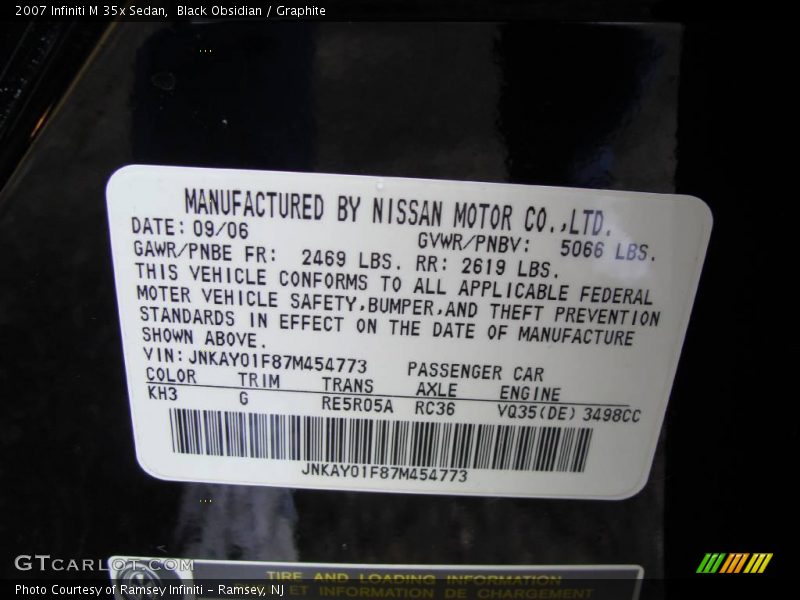 2007 Infiniti M 35x Sedan, Black Obsidian / Graphite
MANUFACTURED BY NISSAN MOTOR CO.,LTD.
DATE: 09/06 GVWR/PNBV: 5066 LBS.
GAWR/PNBE FR: 2469 LBS. RR: 2619 LBS.
THIS VEHICLE CONFORMS TO ALL APPLICABLE FEDERAL
MOTER VEHICLE SAFETY,BUMPER,AND THEFT PREVENTION
STANDARDS IN EFFECT ON THE DATE OF MANUFACTURE
SHOWN ABOVE.
VIN: JNKAY01F87M454773 PASSENGER CAR
COLOR TRIM TRANS AXLE ENGINE
KH3 G RE5R05A RC36 VQ35(DE) 3498CC
JNKAY01F87M454773
GTCARLOT.COM
TIRE AND LOADING INFORMATION
ET INFORMATION DE CHARGEMENT
Photo Courtesy of Ramsey Infiniti - Ramsey, NJ